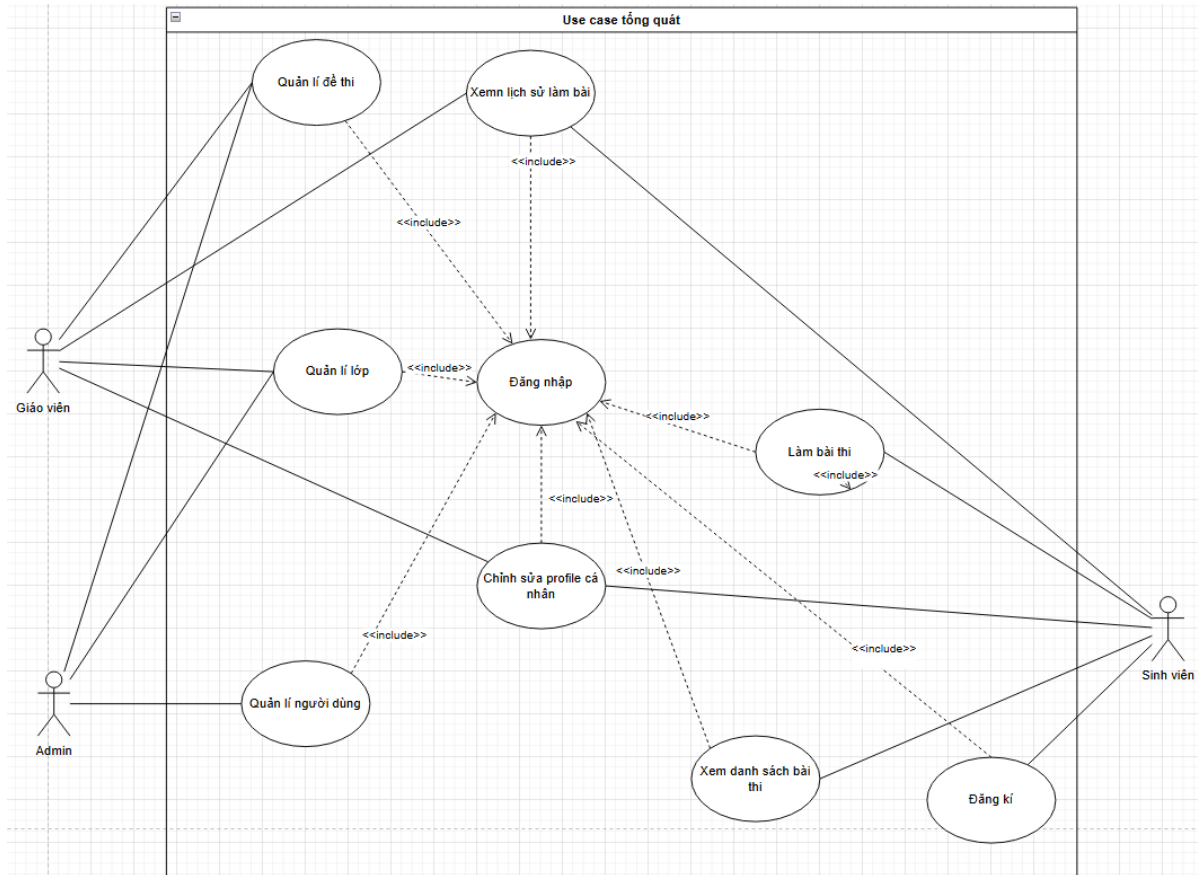 Use case tổng quát
Quản lí đề thi
Xemn lịch sử làm bài
<<include>>
<<include>>
Giáo viên
Quản lí lớp
<<include>>
Đăng nhập
<<include>>
Làm bài thi
<<include>>
<<include>>
Chỉnh sửa profile cá
nhân
<<include>>
<<include>>
<<include>>
Sinh viên
Quản lí người dùng
Admin
Xem danh sách bài
thi
Đăng kí